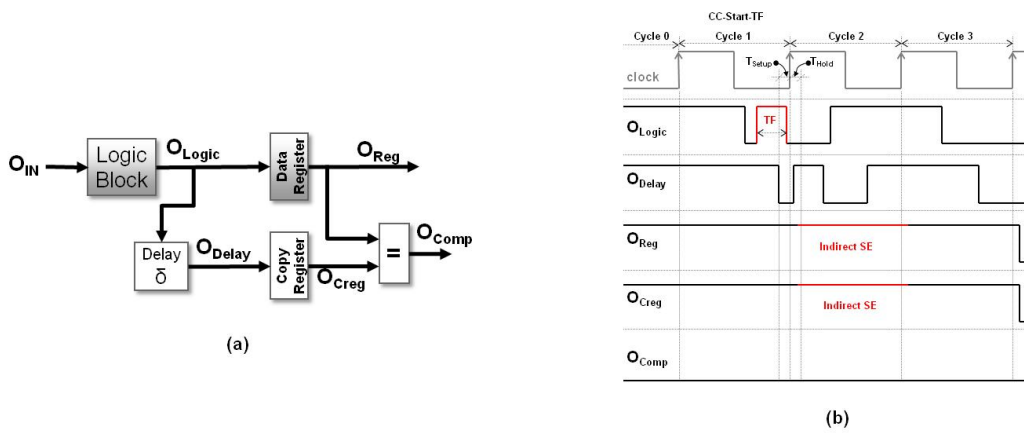 O_IN
Logic
Block
O_Logic
Data
Register
O_Reg
Delay
δ
O_Delay
Copy
Register
O_Creg
=
O_Comp
(a)
CC-Start-TF
Cycle 0
Cycle 1
Cycle 2
Cycle 3
T_Setup
T_Hold
clock
O_Logic
TF
O_Delay
O_Reg
Indirect SE
O_Creg
Indirect SE
O_Comp
(b)